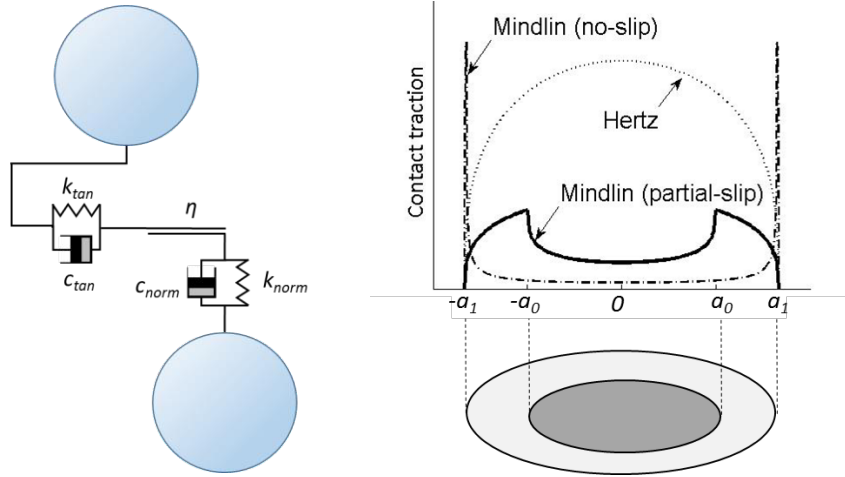 k_tan
η
c_tan
c_norm
k_norm
Contact traction
Mindlin (no-slip)
Hertz
Mindlin (partial-slip)
-a_1 -a_0 0 a_0 a_1